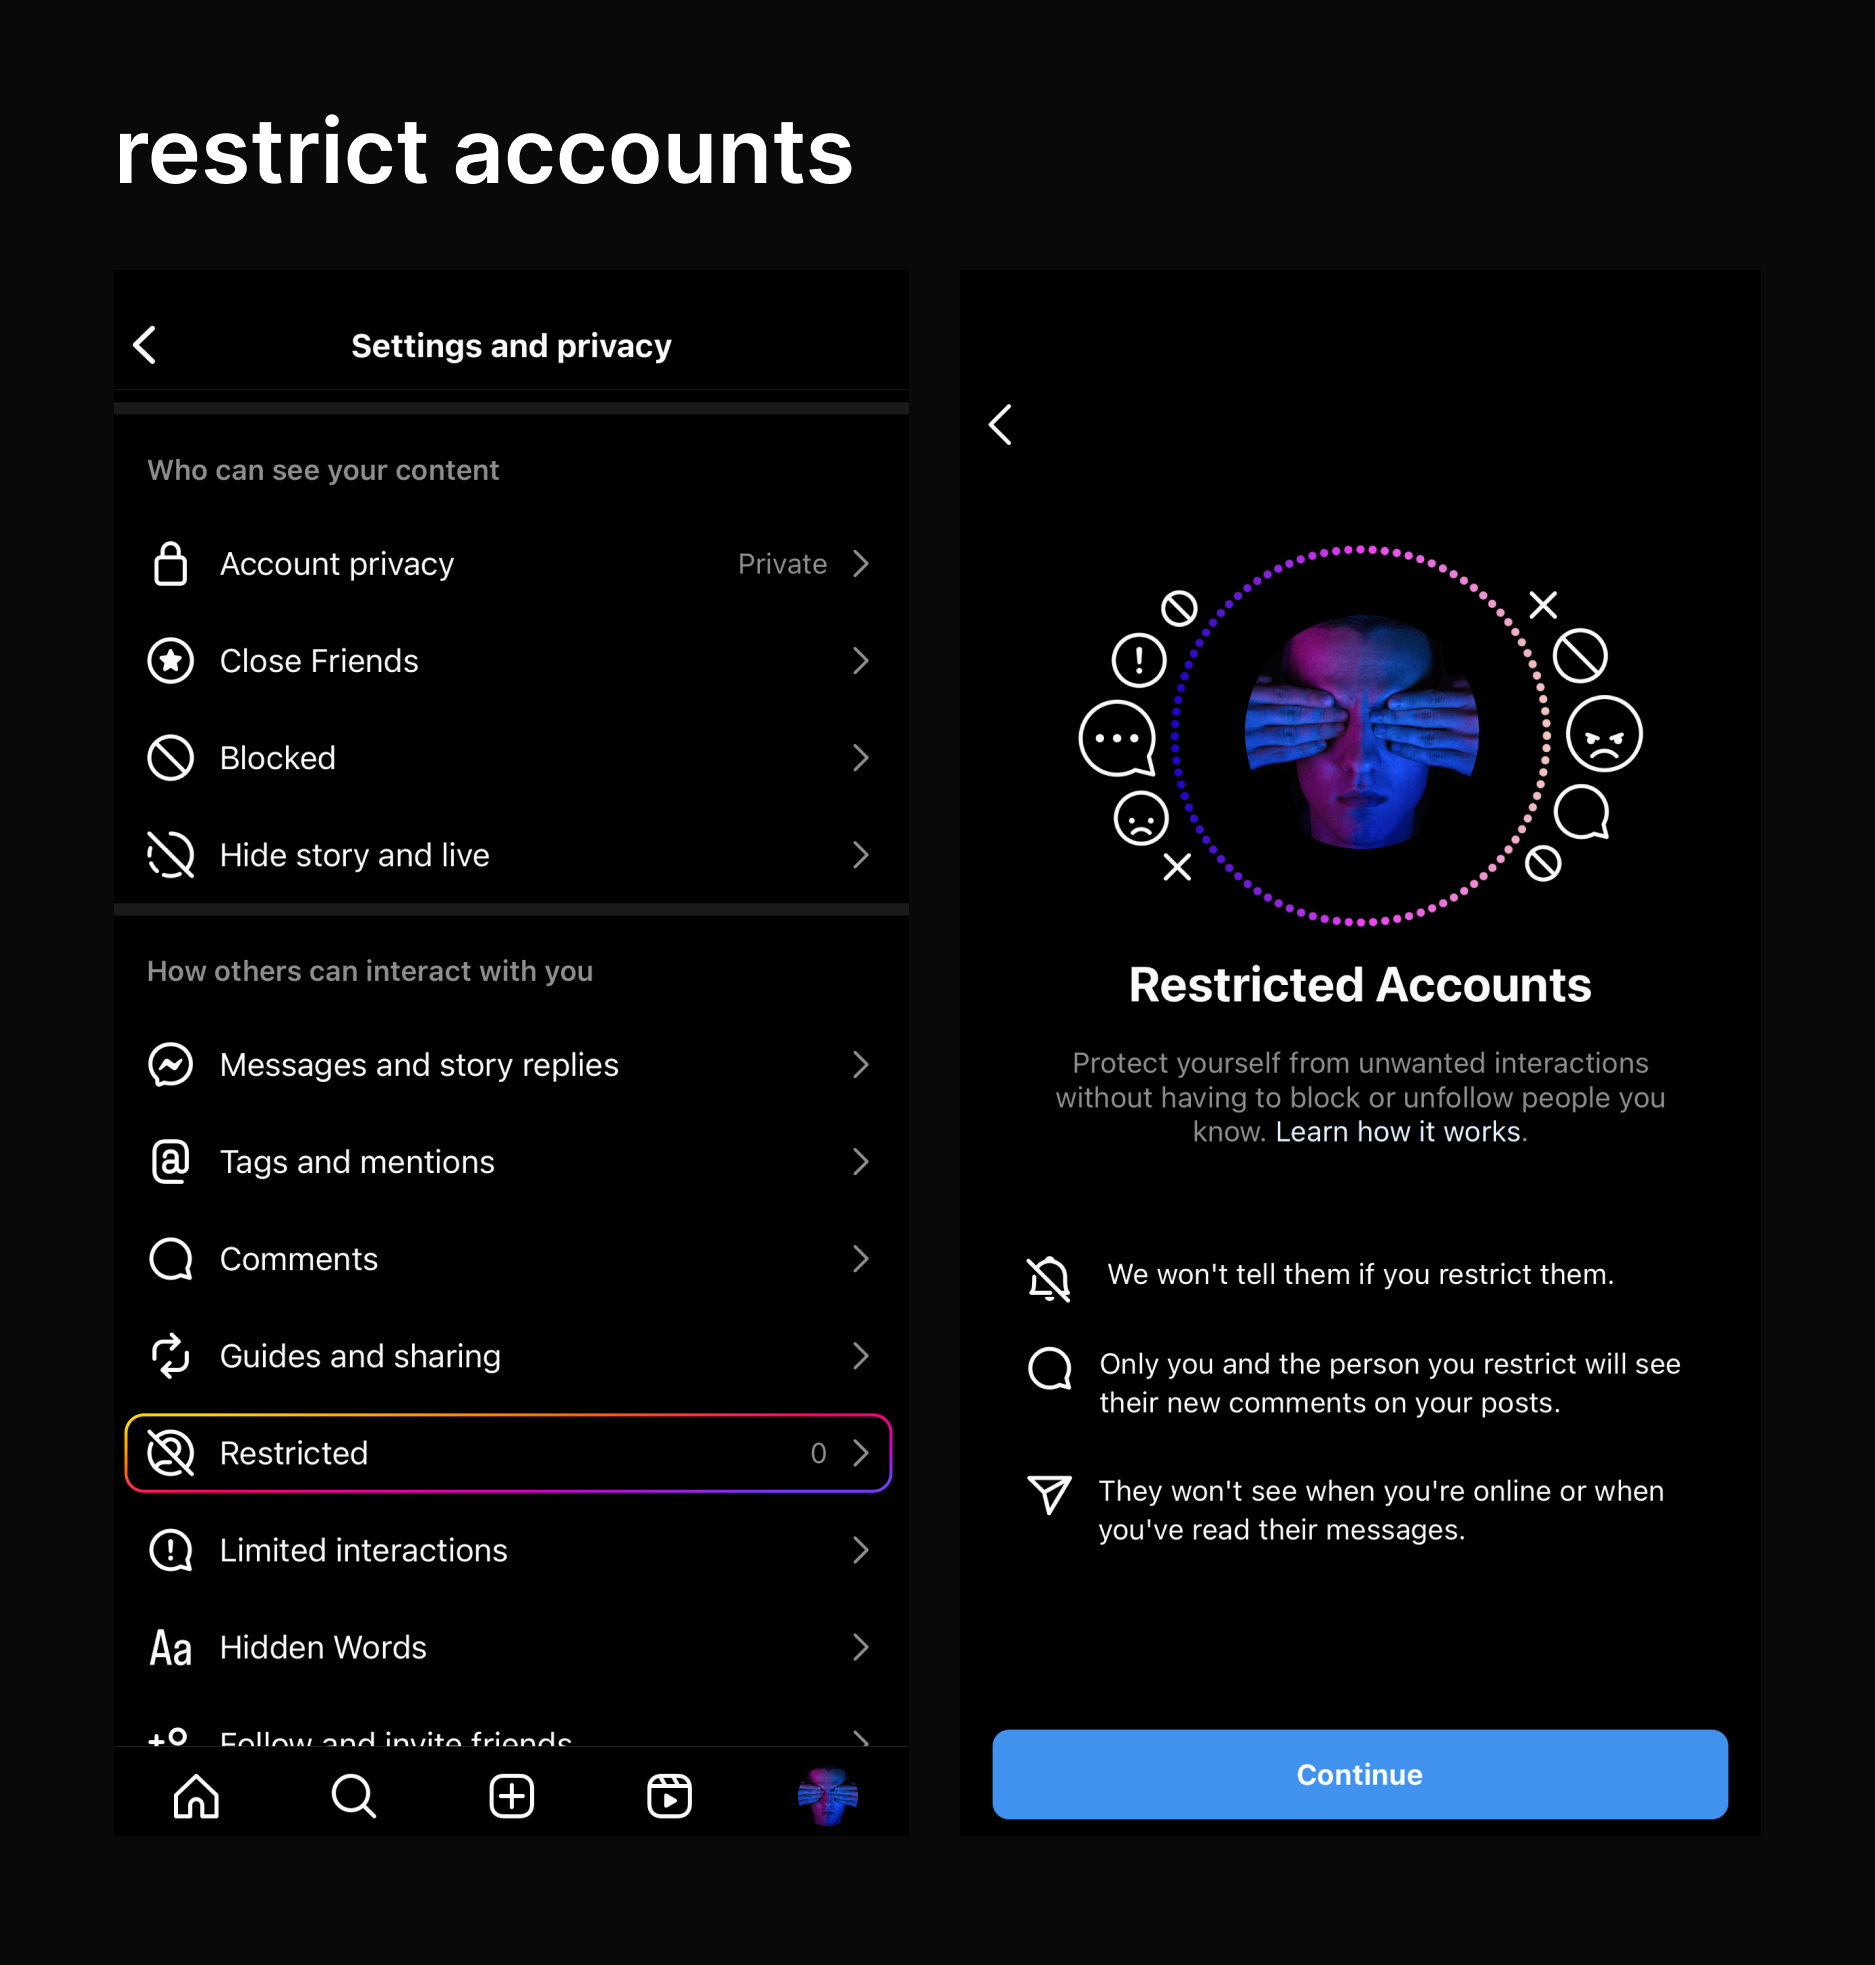 restrict accounts
Settings and privacy
Who can see your content
Account privacy Private
Close Friends
Blocked
Hide story and live
How others can interact with you
Messages and story replies
Tags and mentions
Comments
Guides and sharing
Restricted 0
Limited interactions
Aa Hidden Words
Follow and invite friends
Restricted Accounts
Protect yourself from unwanted interactions
without having to block or unfollow people you
know. Learn how it works.
We won't tell them if you restrict them.
Only you and the person you restrict will see
their new comments on your posts.
They won't see when you're online or when
you've read their messages.
Continue